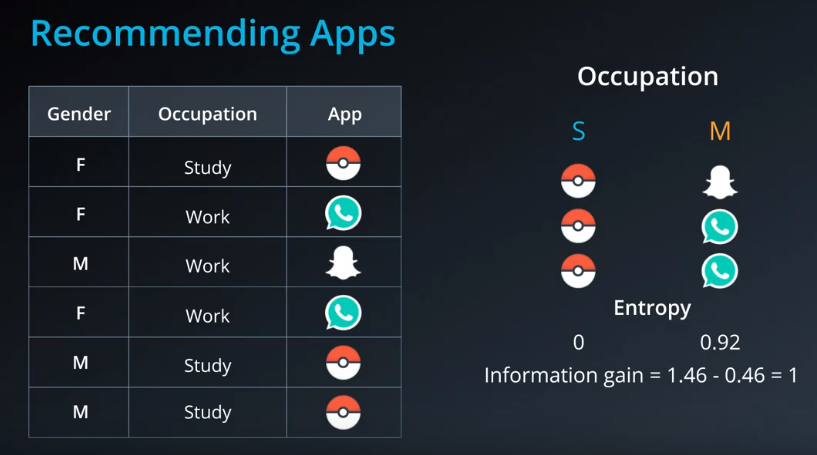 Recommending Apps
Gender Occupation App
F Study
F Work
M Work
F Work
M Study
M Study
Occupation
S M
Entropy
0 0.92
Information gain = 1.46 - 0.46 = 1